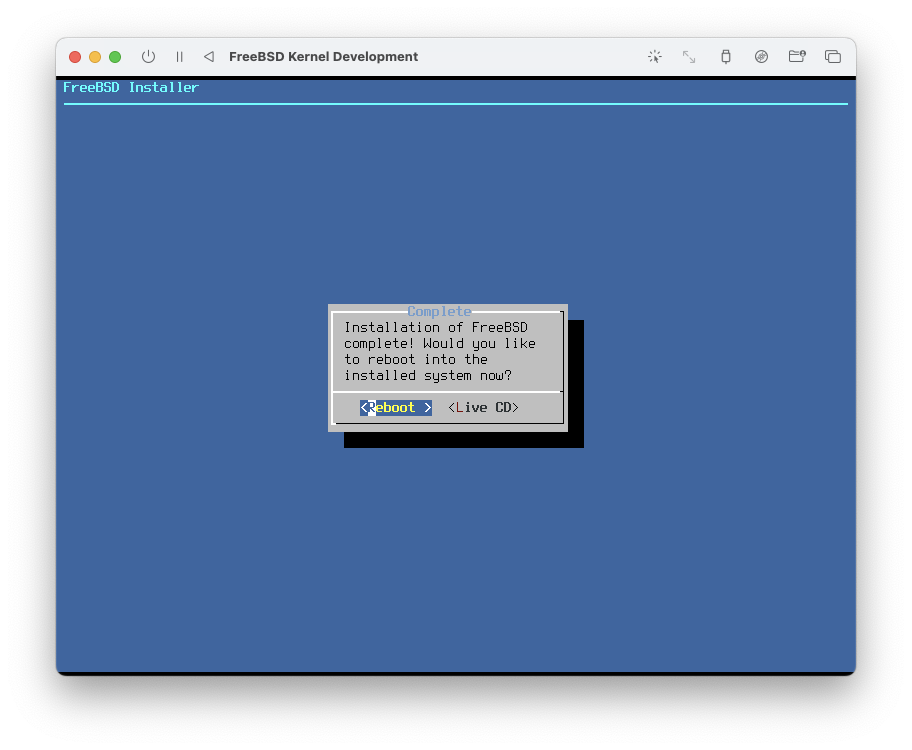 FreeBSD Kernel Development
FreeBSD Installer
Complete
Installation of FreeBSD
complete! Would you like
to reboot into the
installed system now?
<Reboot > <Live CD>